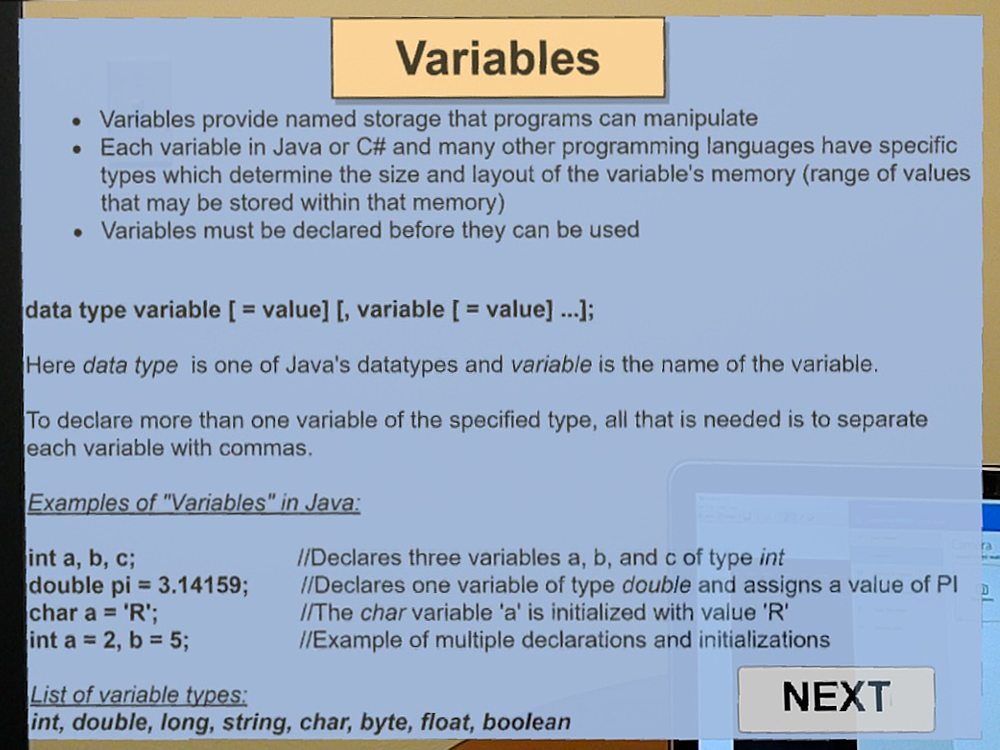 Variables
• Variables provide named storage that programs can manipulate
• Each variable in Java or C# and many other programming languages have specific
types which determine the size and layout of the variable's memory (range of values
that may be stored within that memory)
• Variables must be declared before they can be used
data type variable [ = value] [, variable [ = value] ...];
Here data type is one of Java's datatypes and variable is the name of the variable.
To declare more than one variable of the specified type, all that is needed is to separate
each variable with commas.
Examples of "Variables" in Java:
int a, b, c; //Declares three variables a, b, and c of type int
double pi = 3.14159; //Declares one variable of type double and assigns a value of PI
char a = 'R'; //The char variable 'a' is initialized with value 'R'
int a = 2, b = 5; //Example of multiple declarations and initializations
List of variable types:
int, double, long, string, char, byte, float, boolean
NEXT